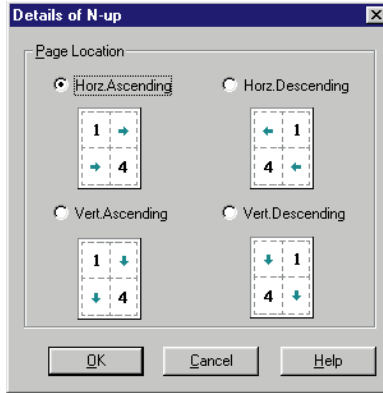 Details of N-up
Page Location
Horz.Ascending Horz.Descending
1 1
4 4
Vert.Ascending Vert.Descending
1 1
4 4
OK Cancel Help